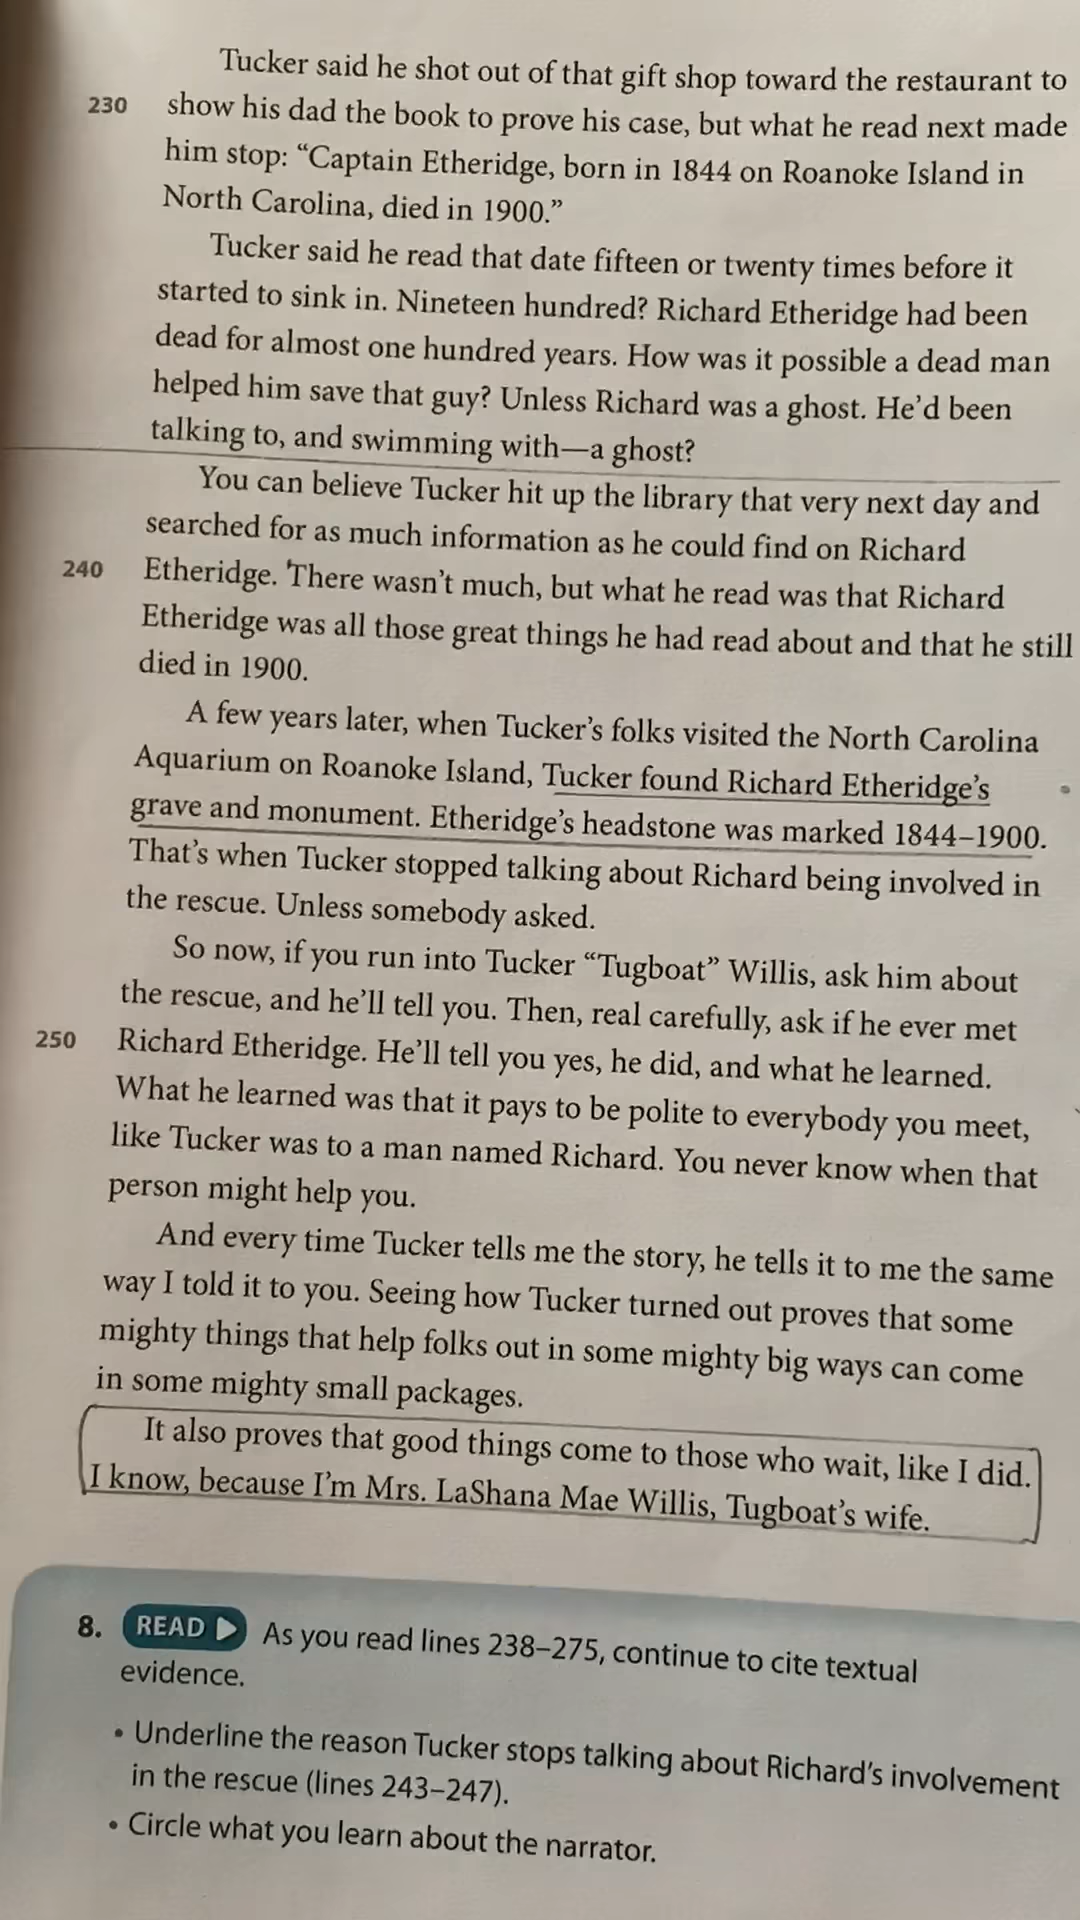 Tucker said he shot out of that gift shop toward the restaurant to
230 show his dad the book to prove his case, but what he read next made
him stop: “Captain Etheridge, born in 1844 on Roanoke Island in
North Carolina, died in 1900.”
Tucker said he read that date fifteen or twenty times before it
started to sink in. Nineteen hundred? Richard Etheridge had been
dead for almost one hundred years. How was it possible a dead man
helped him save that guy? Unless Richard was a ghost. He’d been
talking to, and swimming with—a ghost?
You can believe Tucker hit up the library that very next day and
searched for as much information as he could find on Richard
240 Etheridge. There wasn’t much, but what he read was that Richard
Etheridge was all those great things he had read about and that he still
died in 1900.
A few years later, when Tucker’s folks visited the North Carolina
Aquarium on Roanoke Island, Tucker found Richard Etheridge’s
grave and monument. Etheridge’s headstone was marked 1844–1900.
That’s when Tucker stopped talking about Richard being involved in
the rescue. Unless somebody asked.
So now, if you run into Tucker “Tugboat” Willis, ask him about
the rescue, and he’ll tell you. Then, real carefully, ask if he ever met
250 Richard Etheridge. He’ll tell you yes, he did, and what he learned.
What he learned was that it pays to be polite to everybody you meet,
like Tucker was to a man named Richard. You never know when that
person might help you.
And every time Tucker tells me the story, he tells it to me the same
way I told it to you. Seeing how Tucker turned out proves that some
mighty things that help folks out in some mighty big ways can come
in some mighty small packages.
It also proves that good things come to those who wait, like I did.
I know, because I’m Mrs. LaShana Mae Willis, Tugboat’s wife.
8. READ As you read lines 238–275, continue to cite textual
evidence.
• Underline the reason Tucker stops talking about Richard’s involvement
in the rescue (lines 243–247).
• Circle what you learn about the narrator.